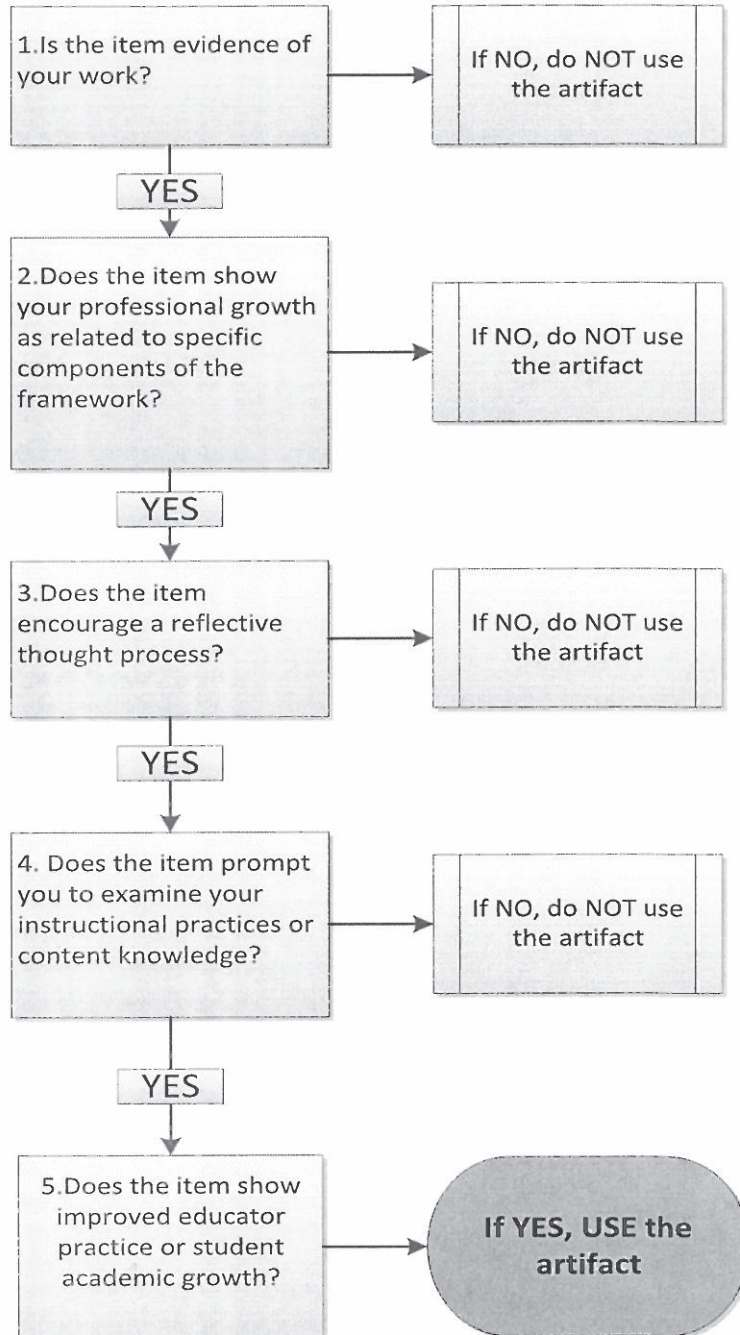 1.Is the item evidence of
your work?
If NO, do NOT use
the artifact
YES
2.Does the item show
your professional growth
as related to specific
components of the
framework?
If NO, do NOT use
the artifact
YES
3.Does the item
encourage a reflective
thought process?
If NO, do NOT use
the artifact
YES
4. Does the item prompt
you to examine your
instructional practices or
content knowledge?
If NO, do NOT use
the artifact
YES
5.Does the item show
improved educator
practice or student
academic growth?
If YES, USE the
artifact